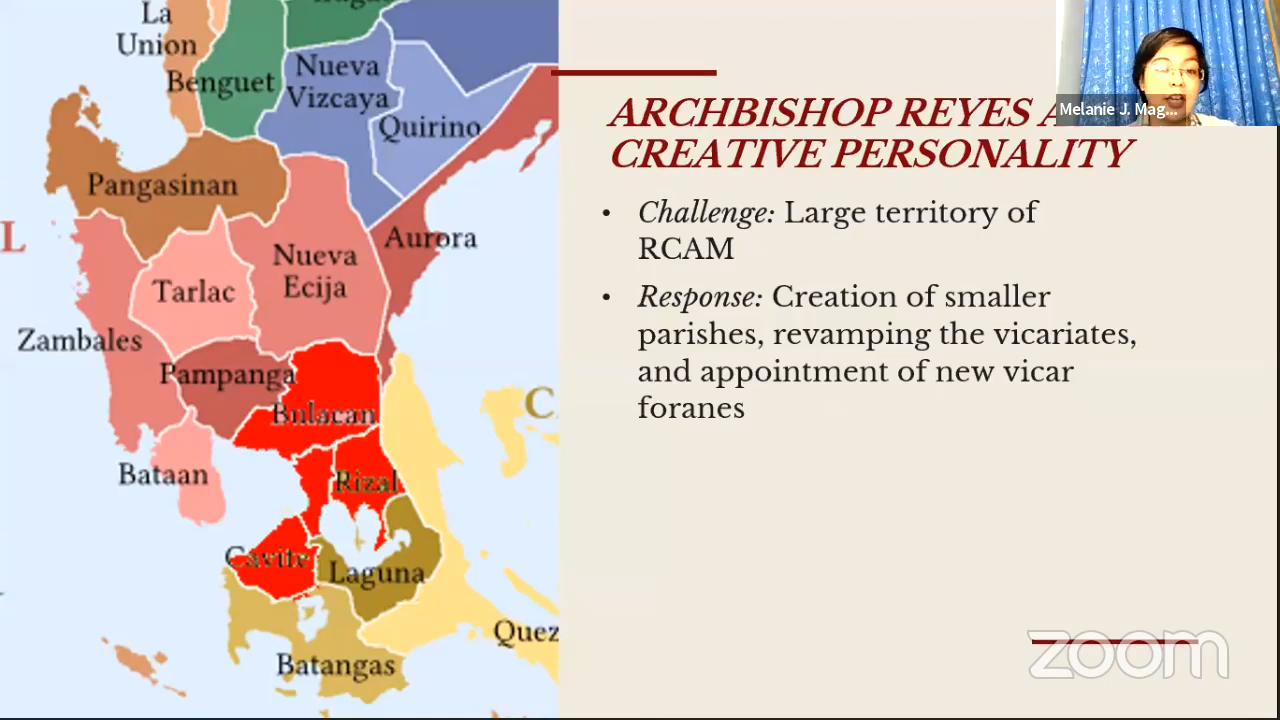 La
Union
Benguet
Nueva
Vizcaya
Quirino
Pangasinan
L
Aurora
Nueva
Ecija
Tarlac
Zambales
Pampanga
Bulacan
C
Bataan
Rizal
Cavite
Laguna
Quez
Batangas
ARCHBISHOP REYES A
CREATIVE PERSONALITY
• Challenge: Large territory of
RCAM
• Response: Creation of smaller
parishes, revamping the vicariates,
and appointment of new vicar
foranes
Melanie J. Mag...
zoom